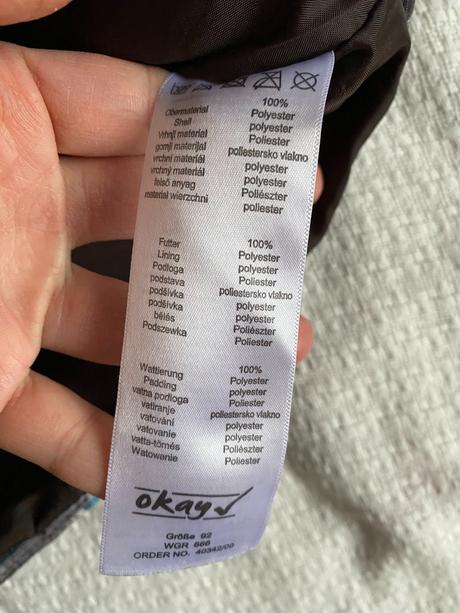 100%
Obermaterial Polyester
Shell polyester
Vrhnji material Poliester
gornji materijal poliestersko vlakno
vrchni materiál polyester
vrchný materiál polyester
felső anyag Poliészter
materiał wierzchni poliester
Futter 100%
Lining Polyester
Podloga polyester
podstava Poliester
podšívka poliestersko vlakno
podšívka polyester
bélés polyester
Podszewka Poliészter
Poliester
Wattierung 100%
Padding Polyester
vatna podloga polyester
vatiranje Poliester
vatování poliestersko vlakno
vatovanie polyester
vatta-tömés polyester
Watowanie Poliészter
Poliester
okay
Größe 92
WGR 666
ORDER NO. 40342/00